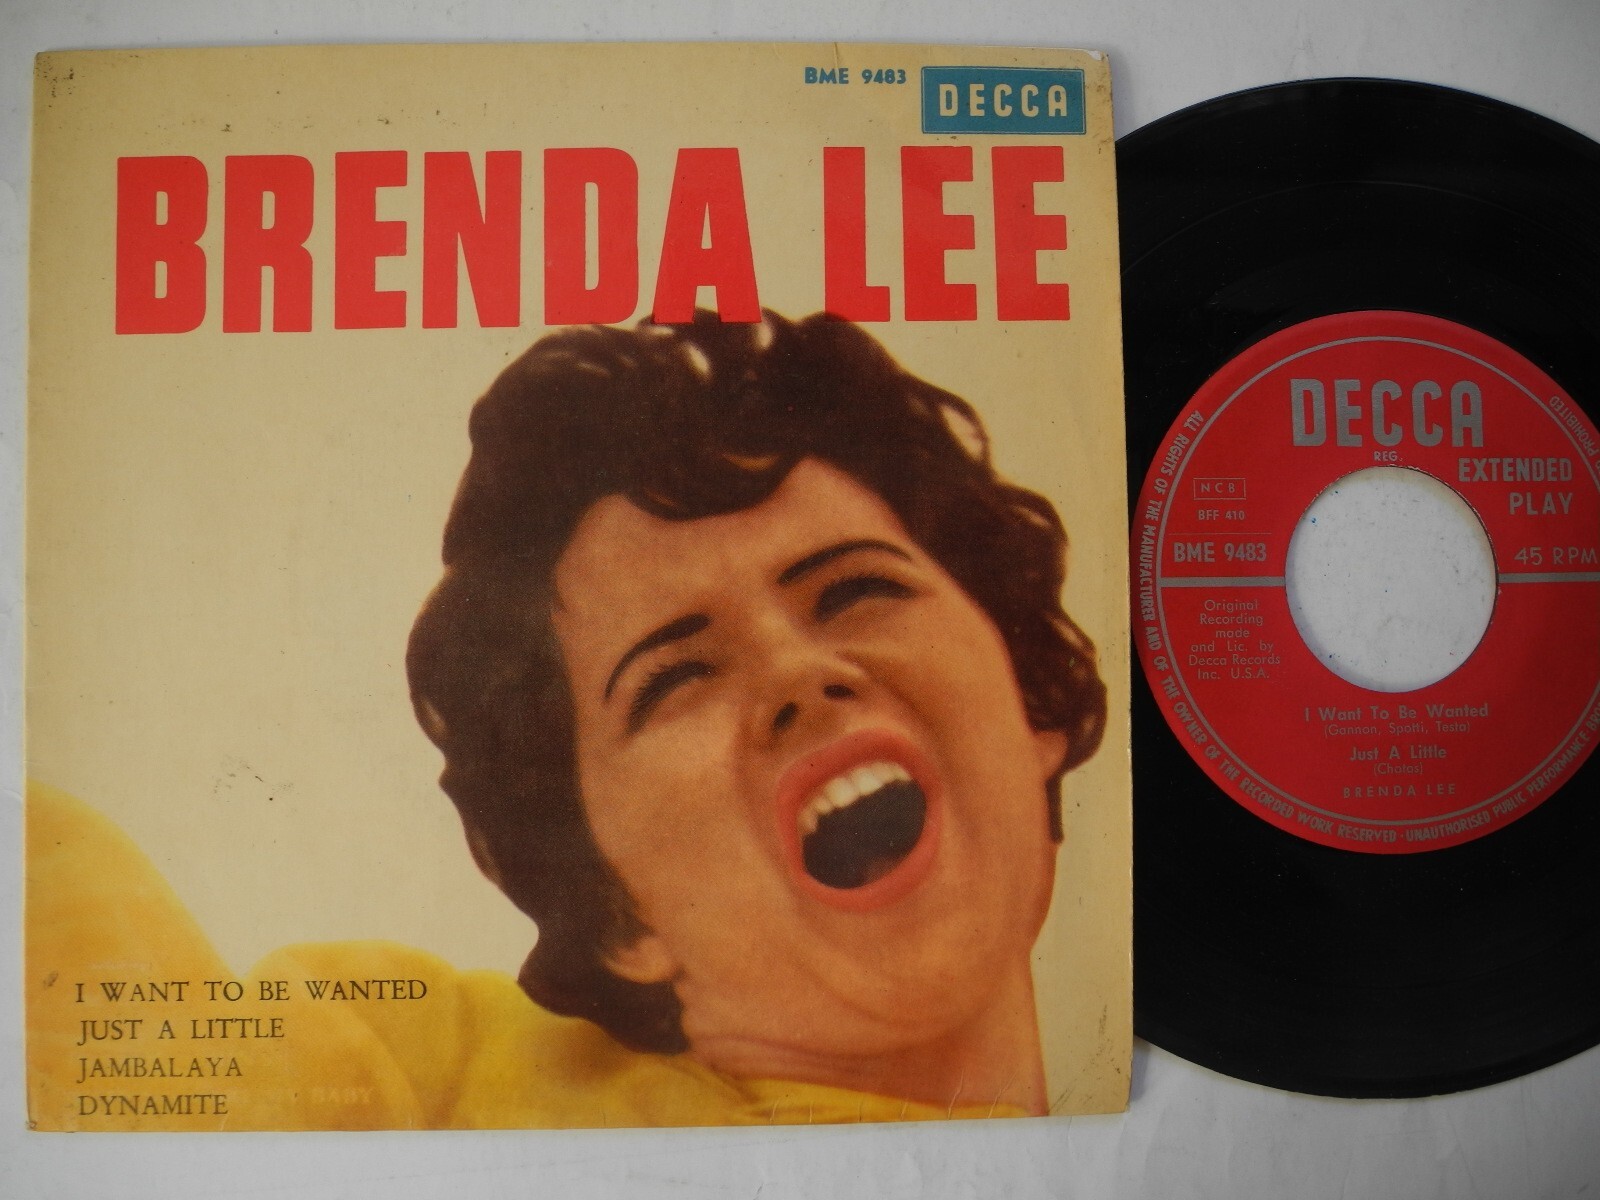 BME 9483
DECCA
BRENDA LEE
I WANT TO BE WANTED
JUST A LITTLE
JAMBALAYA
DYNAMITE
BABY
DECCA
REG.
EXTENDED
PLAY
NCB
BFF 410
BME 9483
45 RPM
Original
Recording
made
and Lic. by
Decca Records
Inc. U.S.A.
I Want To Be Wanted
(Gannon, Spotti, Testa)
Just A Little
(Chotas)
BRENDA LEE
ALL RIGHTS OF THE MANUFACTURER AND OF THE OWNER OF THE RECORDED WORK RESERVED · UNAUTHORISED PUBLIC PERFORMANCE PROHIBITED